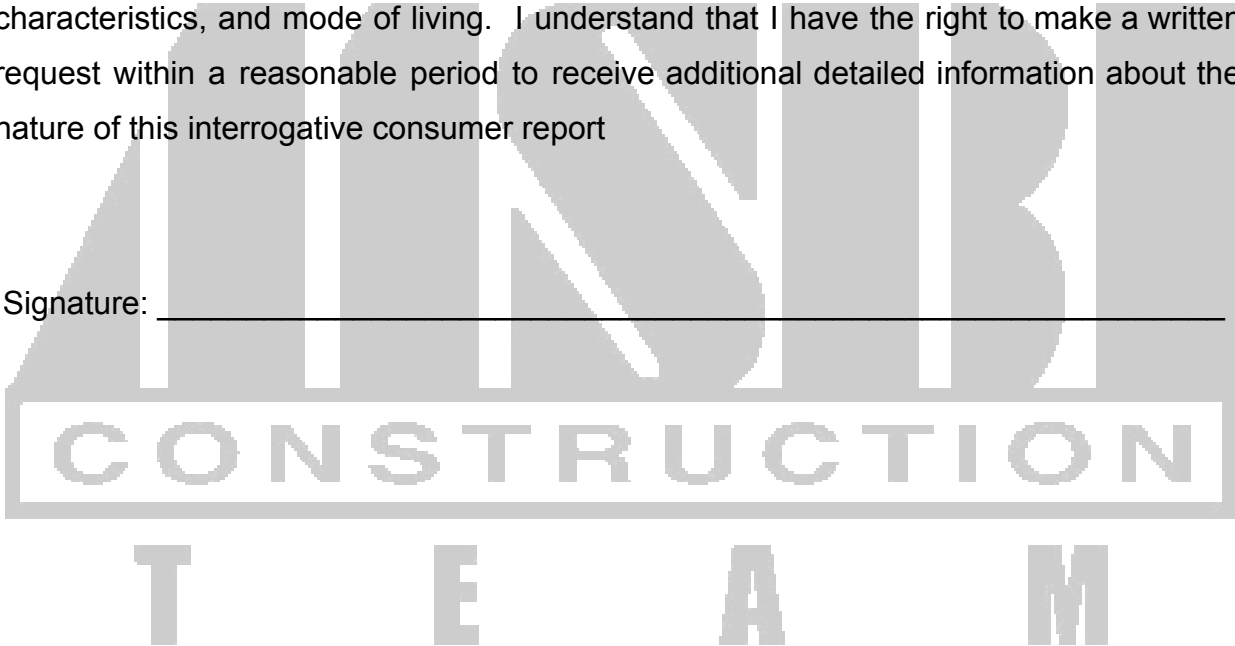 characteristics, and mode of living. I understand that I have the right to make a written
request within a reasonable period to receive additional detailed information about the
nature of this interrogative consumer report
Signature: ____________________________________________________________
CONSTRUCTION
T E A M